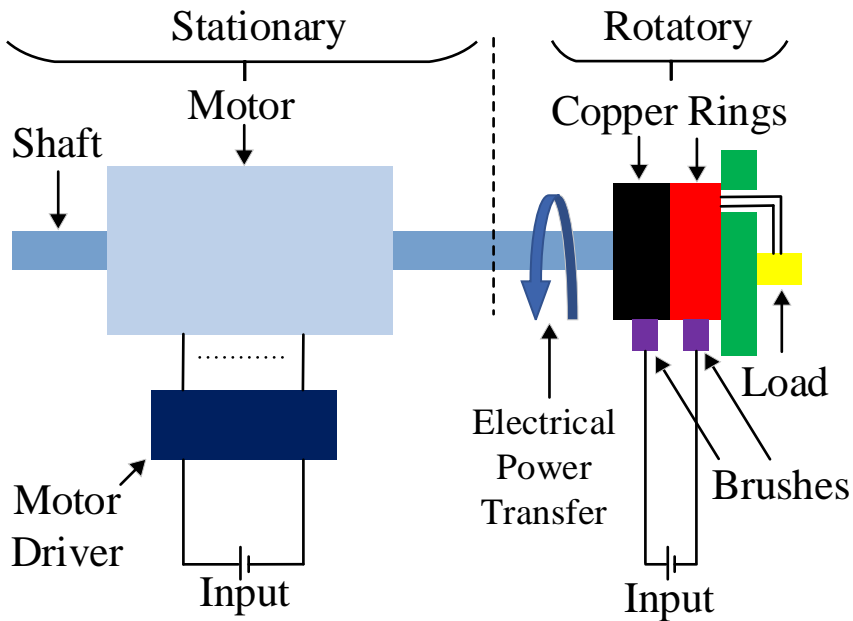 Stationary
Rotatory
Motor
Copper Rings
Shaft
Load
Electrical
Power
Transfer
Brushes
Motor
Driver
Input
Input